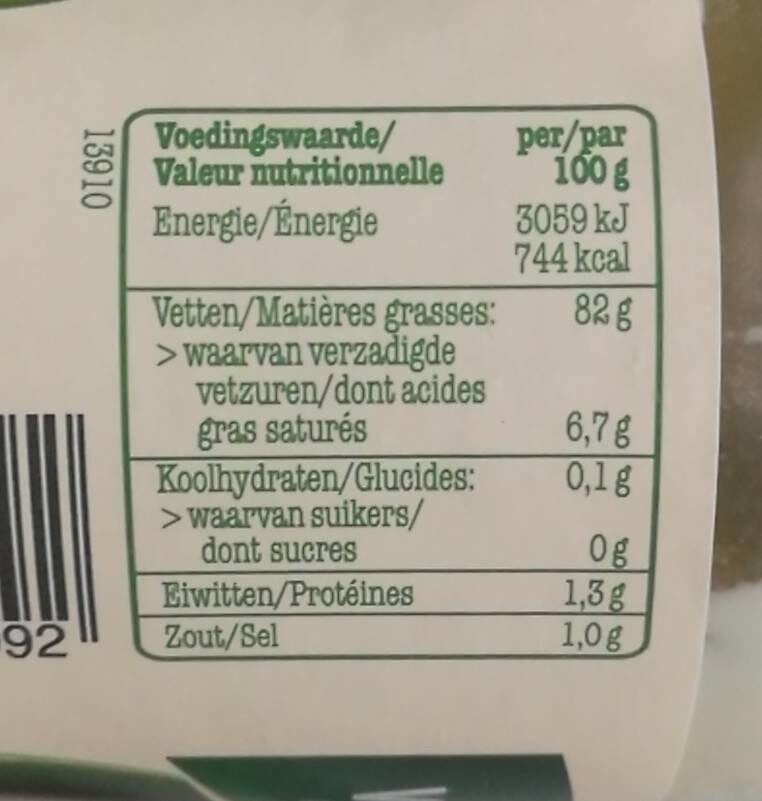 13910
Voedingswaarde/ per/par
Valeur nutritionnelle 100 g
Energie/Énergie 3059 kJ
744 kcal
Vetten/Matières grasses: 82 g
> waarvan verzadigde
vetzuren/dont acides
gras saturés 6,7 g
Koolhydraten/Glucides: 0,1 g
> waarvan suikers/
dont sucres 0 g
Eiwitten/Protéines 1,3 g
Zout/Sel 1,0 g
92